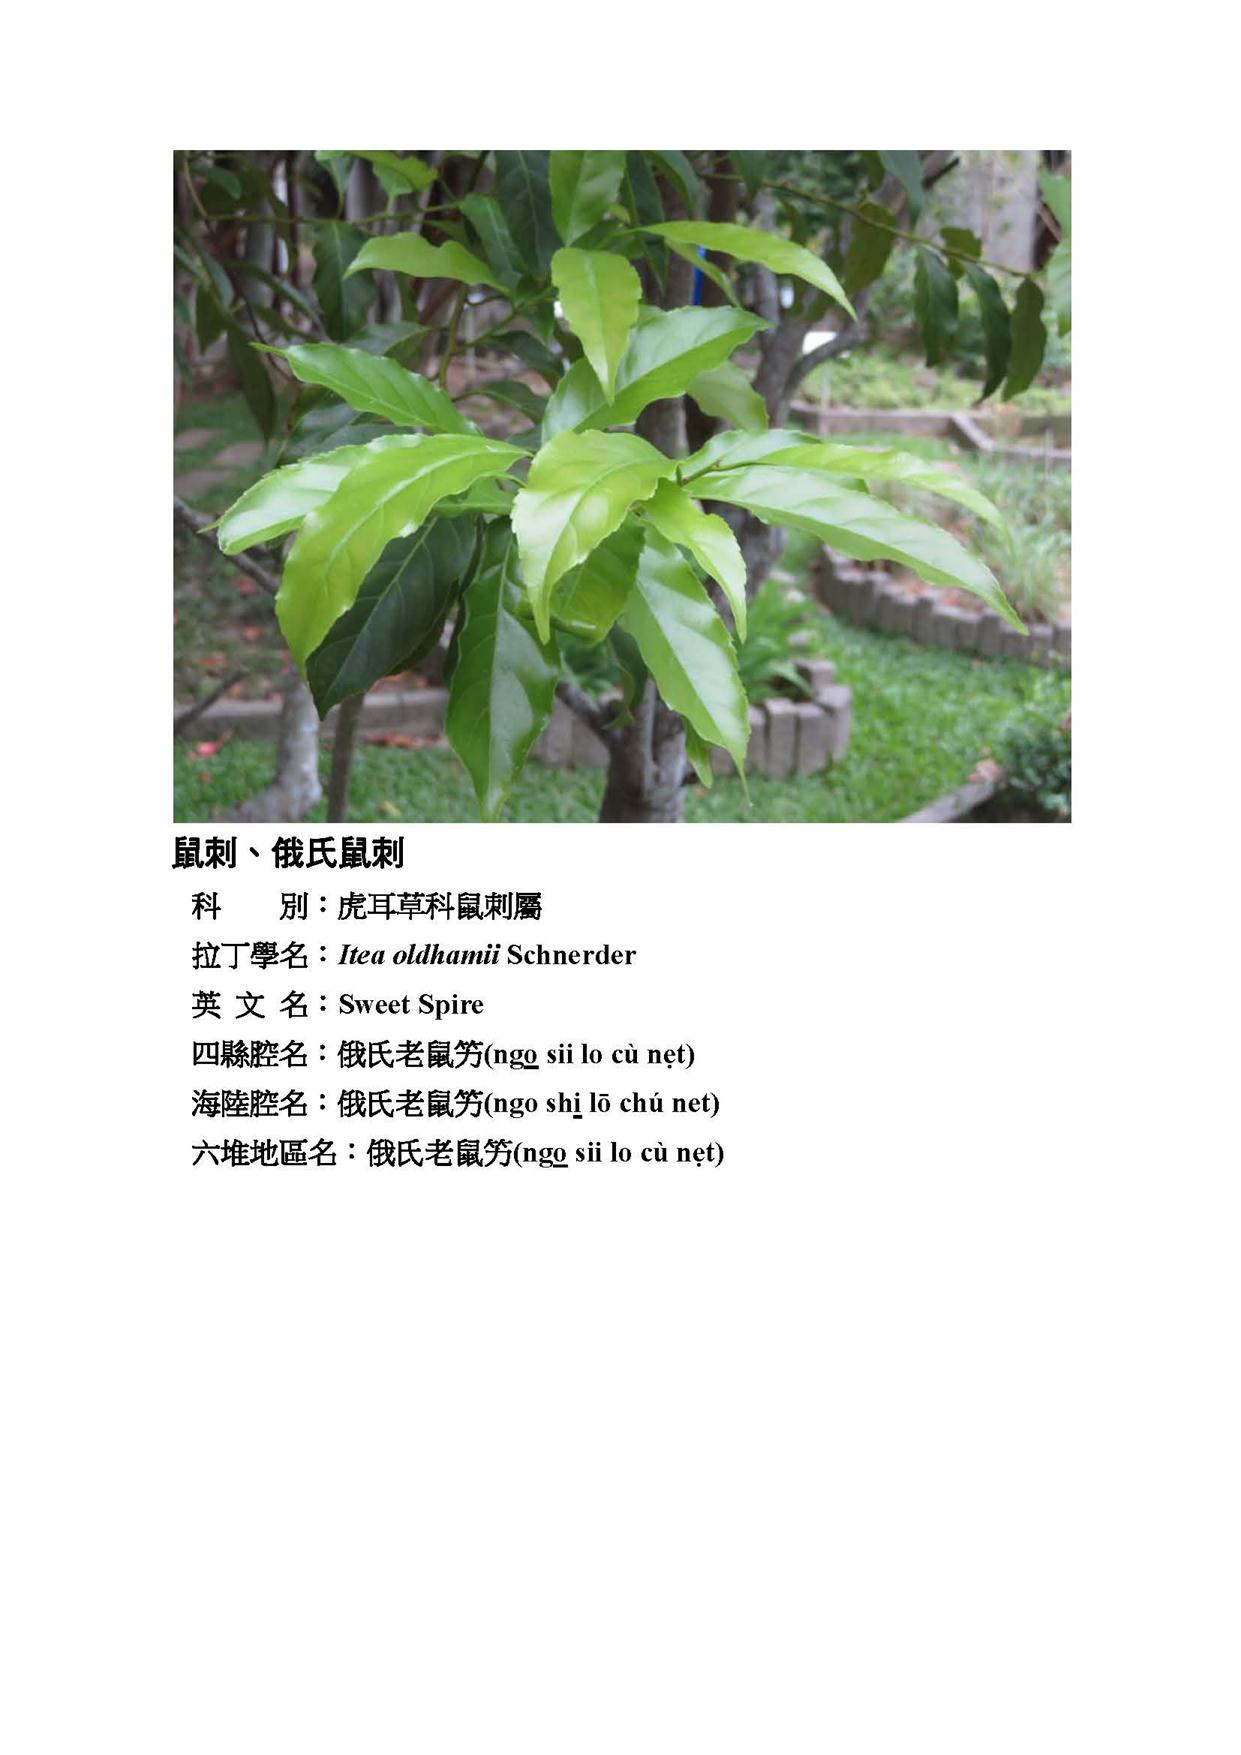 鼠刺、俄氏鼠刺
科　　別：虎耳草科鼠刺屬
拉丁學名：Itea oldhamii Schnerder
英 文 名：Sweet Spire
四縣腔名：俄氏老鼠竻(ngo sii lo cù nẹt)
海陸腔名：俄氏老鼠竻(ngo shi lō chú net)
六堆地區名：俄氏老鼠竻(ngo sii lo cù nẹt)